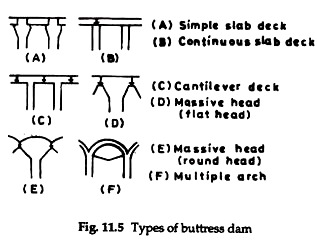 (A) Simple slab deck
(B) Continuous slab deck
(A) (B)
(C) Cantilever deck
(D) Massive head
(flat head)
(C) (D)
(E) Massive head
(round head)
(F) Multiple arch
(E) (F)
Fig. 11.5 Types of buttress dam